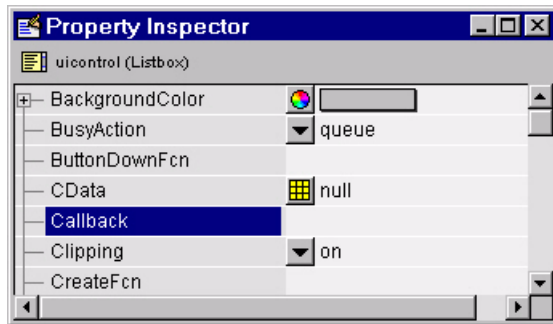 Property Inspector
uicontrol (Listbox)
BackgroundColor
BusyAction queue
ButtonDownFcn
CData null
Callback
Clipping on
CreateFcn